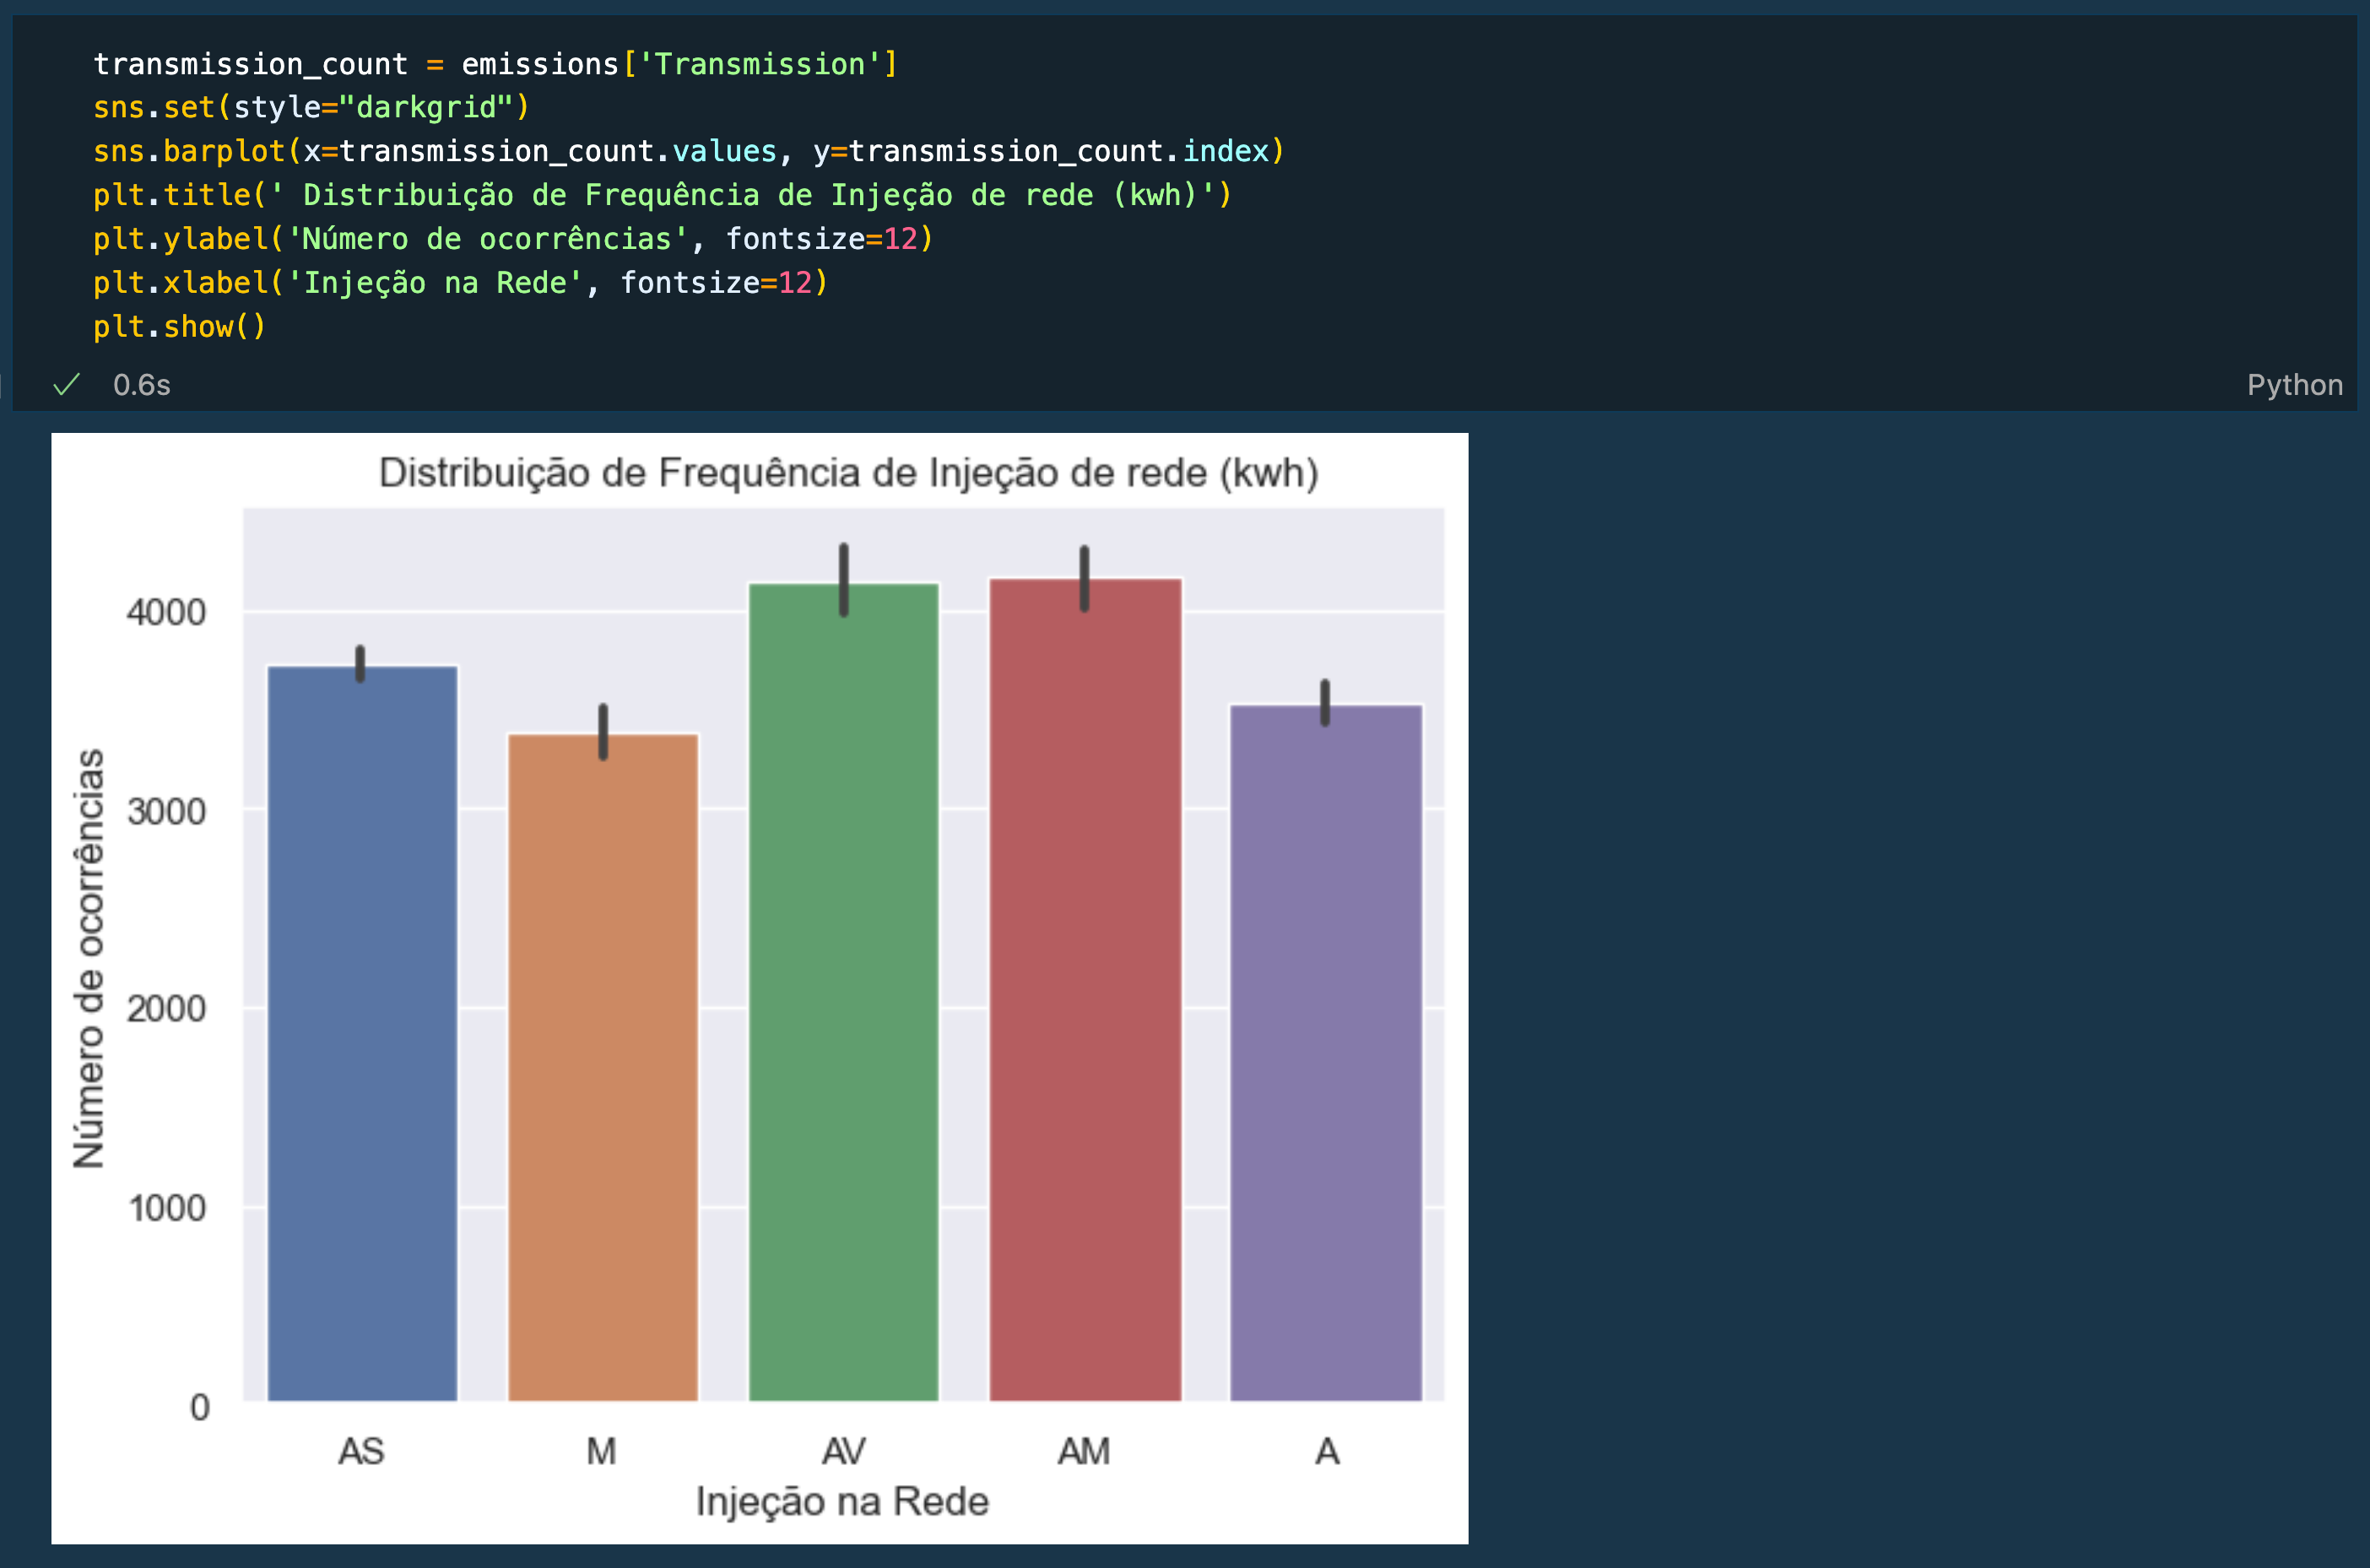 transmission_count = emissions['Transmission']
sns.set(style="darkgrid")
sns.barplot(x=transmission_count.values, y=transmission_count.index)
plt.title(' Distribuição de Frequência de Injeção de rede (kwh)')
plt.ylabel('Número de ocorrências', fontsize=12)
plt.xlabel('Injeção na Rede', fontsize=12)
plt.show()
0.6s
Python
Distribuição de Frequência de Injeção de rede (kwh)
Número de ocorrências
4000
3000
2000
1000
0
AS M AV AM A
Injeção na Rede